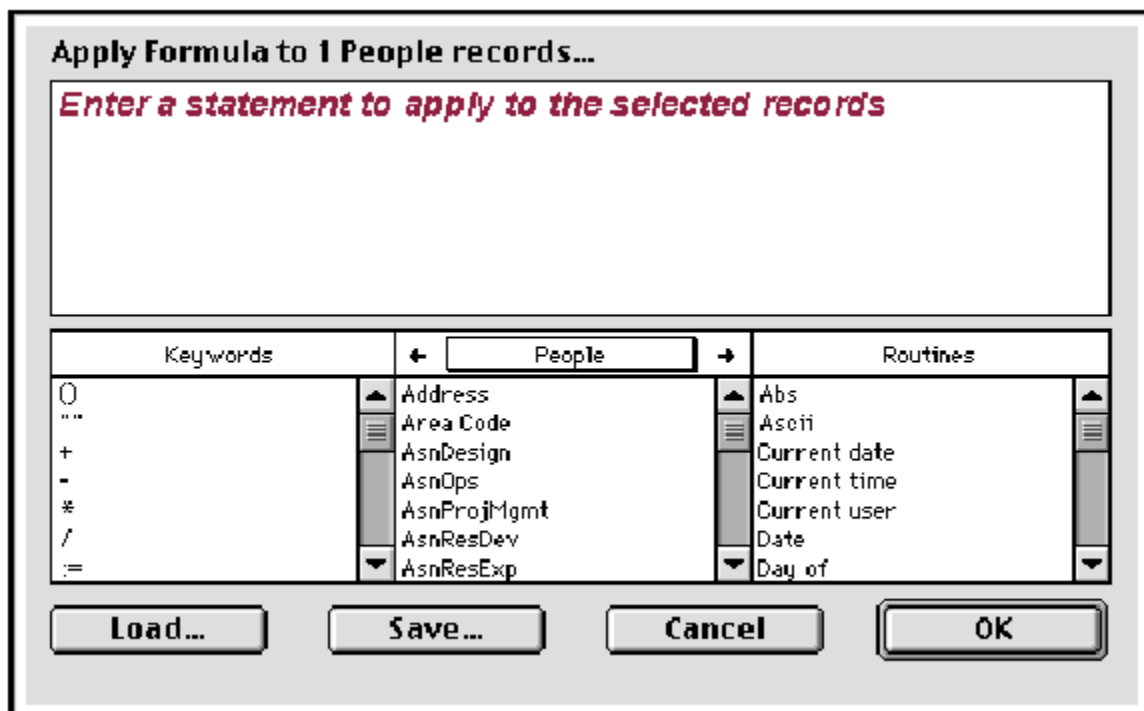 Apply Formula to 1 People records...
Enter a statement to apply to the selected records
Keywords
← People →
Routines
()
""
+
-
*
/
:=
Address
Area Code
AsnDesign
AsnOps
AsnProjMgmt
AsnResDev
AsnResExp
Abs
Ascii
Current date
Current time
Current user
Date
Day of
Load...
Save...
Cancel
OK